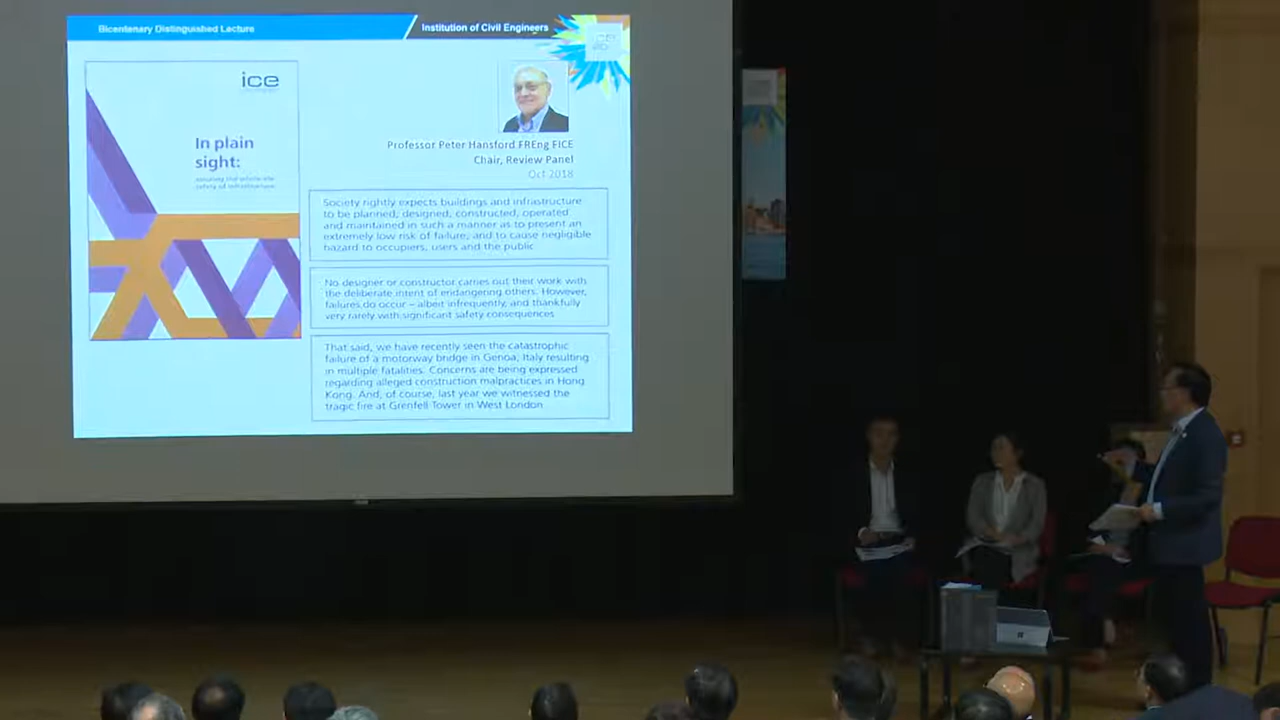 Bicentenary Distinguished Lecture
Institution of Civil Engineers
ice
In plain
sight:
assuring the whole-life
safety of infrastructure
Professor Peter Hansford FREng FICE
Chair, Review Panel
Oct 2018
Society rightly expects buildings and infrastructure
to be planned, designed, constructed, operated
and maintained in such a manner as to present an
extremely low risk of failure, and to cause negligible
hazard to occupiers, users and the public
No designer or constructor carries out their work with
the deliberate intent of endangering others. However,
failures do occur – albeit infrequently, and thankfully
very rarely with significant safety consequences
That said, we have recently seen the catastrophic
failure of a motorway bridge in Genoa, Italy resulting
in multiple fatalities. Concerns are being expressed
regarding alleged construction malpractices in Hong
Kong. And, of course, last year we witnessed the
tragic fire at Grenfell Tower in West London